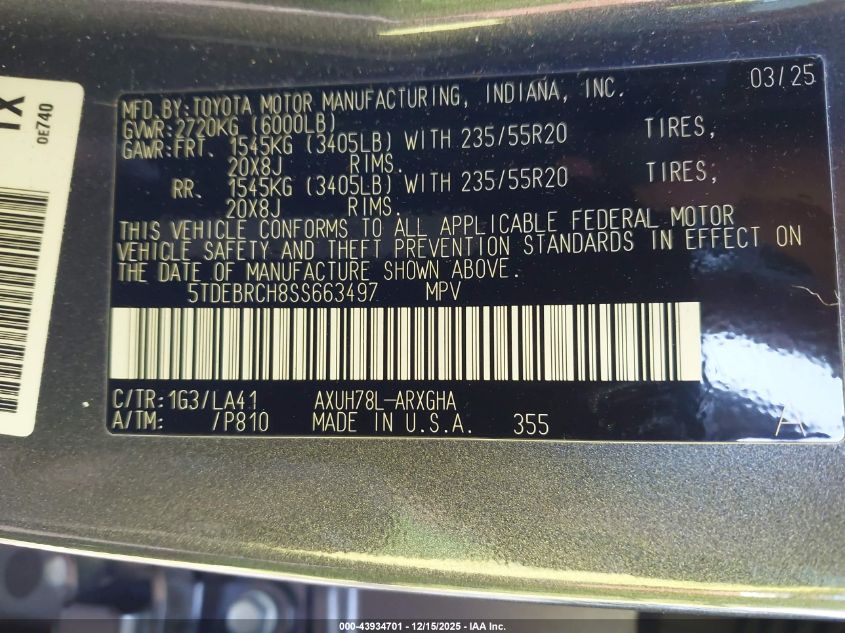 MFD.BY:TOYOTA MOTOR MANUFACTURING, INDIANA, INC. 03/25
GVWR:2720KG (6000LB)
GAWR:FRT. 1545KG (3405LB) WITH 235/55R20 TIRES,
20X8J RIMS.
RR. 1545KG (3405LB) WITH 235/55R20 TIRES,
20X8J RIMS.
THIS VEHICLE CONFORMS TO ALL APPLICABLE FEDERAL MOTOR
VEHICLE SAFETY AND THEFT PREVENTION STANDARDS IN EFFECT ON
THE DATE OF MANUFACTURE SHOWN ABOVE.
5TDEBRCH8SS663497 MPV
C/TR:1G3/LA41 AXUH78L-ARXGHA
A/TM: /P810 MADE IN U.S.A. 355 A
0E740
000-43934701 - 12/15/2025 - IAA Inc.